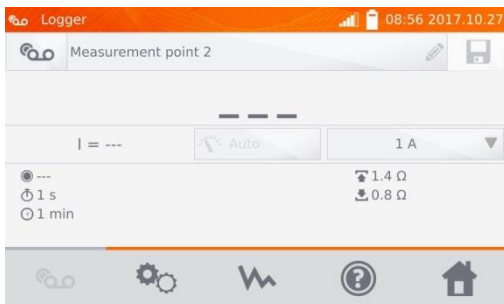 Logger 08:56 2017.10.27
Measurement point 2
---
I = --- Auto 1 A
--- 1.4 Ω
1 s 0.8 Ω
1 min
?